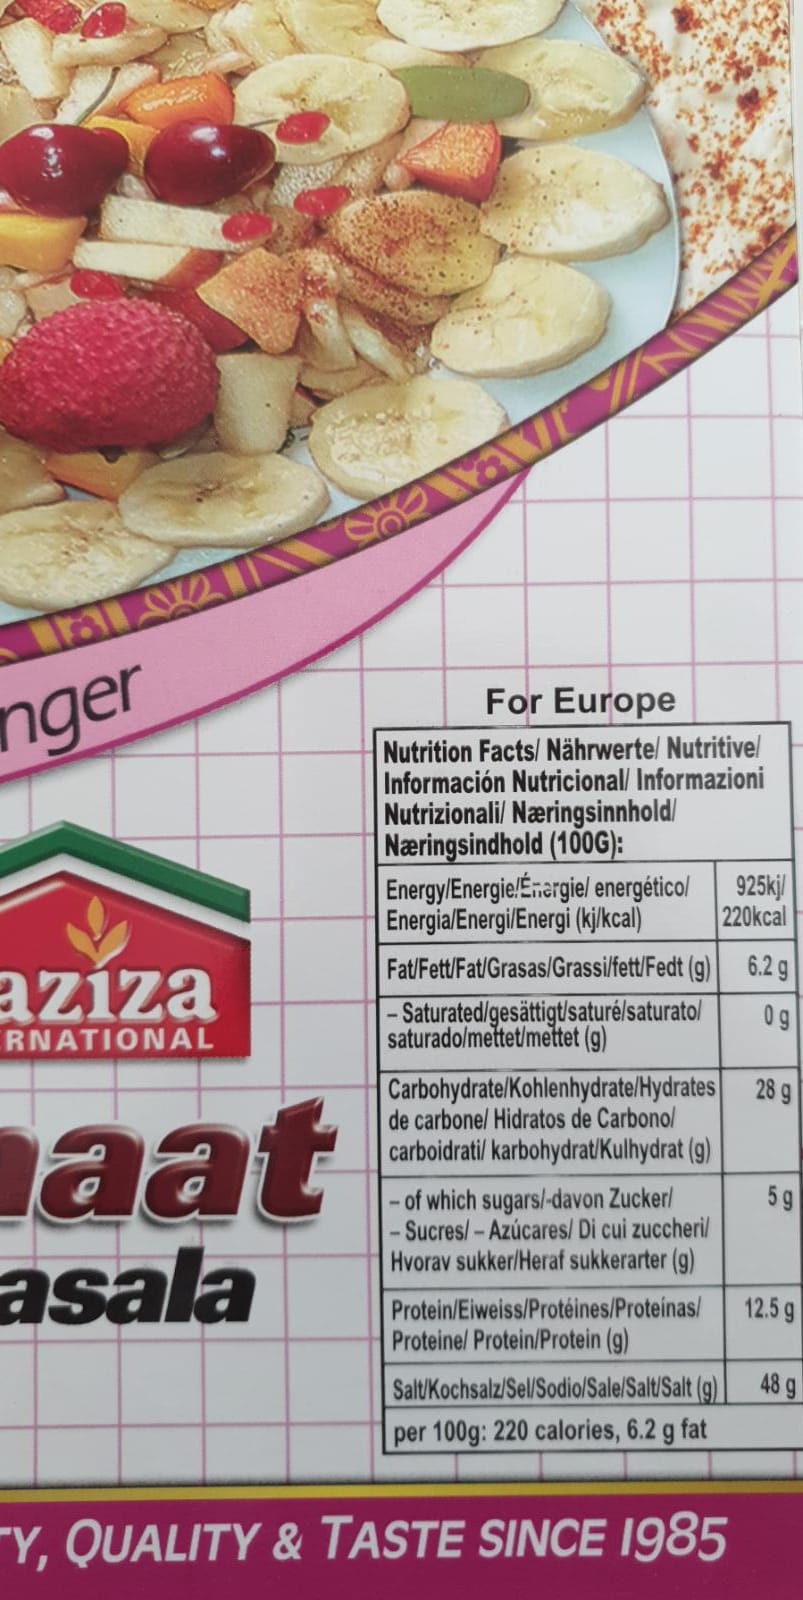 nger
For Europe
Nutrition Facts/ Nährwerte/ Nutritive/
Información Nutricional/ Informazioni
Nutrizionali/ Næringsinnhold/
Næringsindhold (100G):
Energy/Energie/Énergie/ energético/
Energia/Energi/Energi (kj/kcal)
925kj/
220kcal
Fat/Fett/Fat/Grasas/Grassi/fett/Fedt (g)
6.2 g
– Saturated/gesättigt/saturé/saturato/
saturado/mettet/mettet (g)
0 g
Carbohydrate/Kohlenhydrate/Hydrates
de carbone/ Hidratos de Carbono/
carboidrati/ karbohydrat/Kulhydrat (g)
28 g
– of which sugars/-davon Zucker/
– Sucres/ – Azúcares/ Di cui zuccheri/
Hvorav sukker/Heraf sukkerarter (g)
5 g
Protein/Eiweiss/Protéines/Proteínas/
Proteine/ Protein/Protein (g)
12.5 g
Salt/Kochsalz/Sel/Sodio/Sale/Salt/Salt (g)
48 g
per 100g: 220 calories, 6.2 g fat
aziza
ERNATIONAL
haat
asala
TY, QUALITY & TASTE SINCE 1985